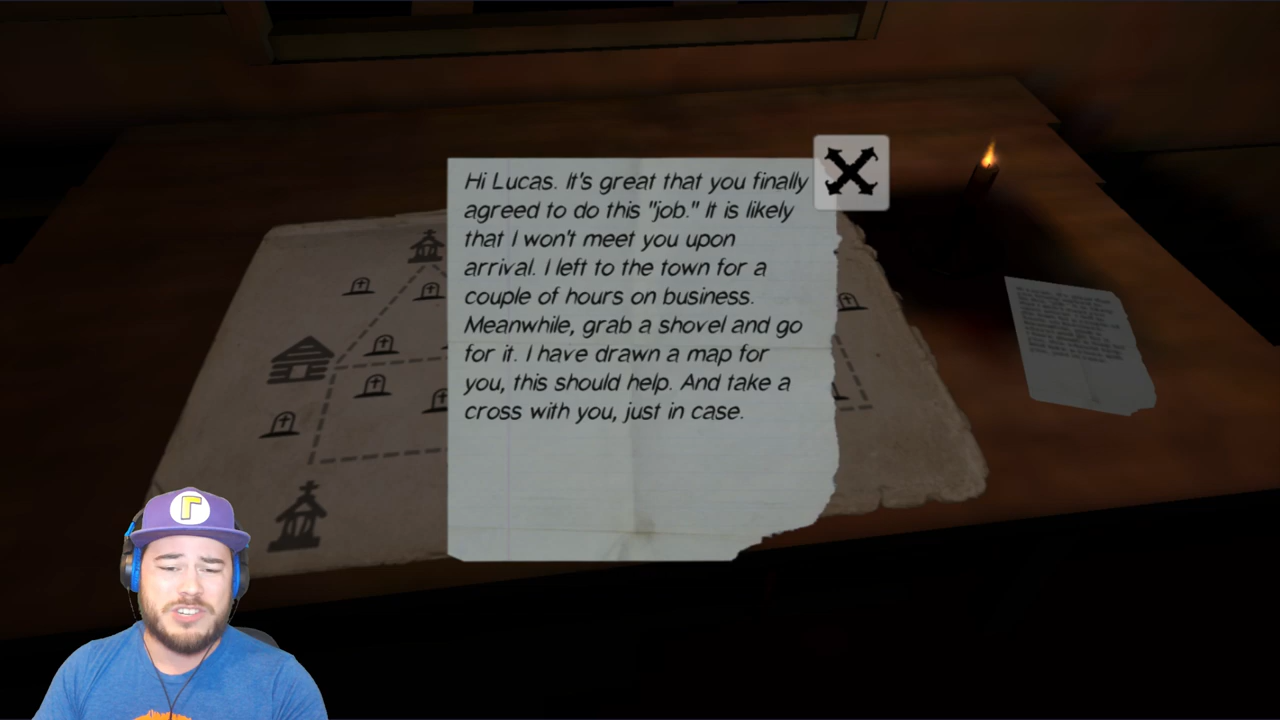 Hi Lucas. It's great that you finally
agreed to do this "job." It is likely
that I won't meet you upon
arrival. I left to the town for a
couple of hours on business.
Meanwhile, grab a shovel and go
for it. I have drawn a map for
you, this should help. And take a
cross with you, just in case.